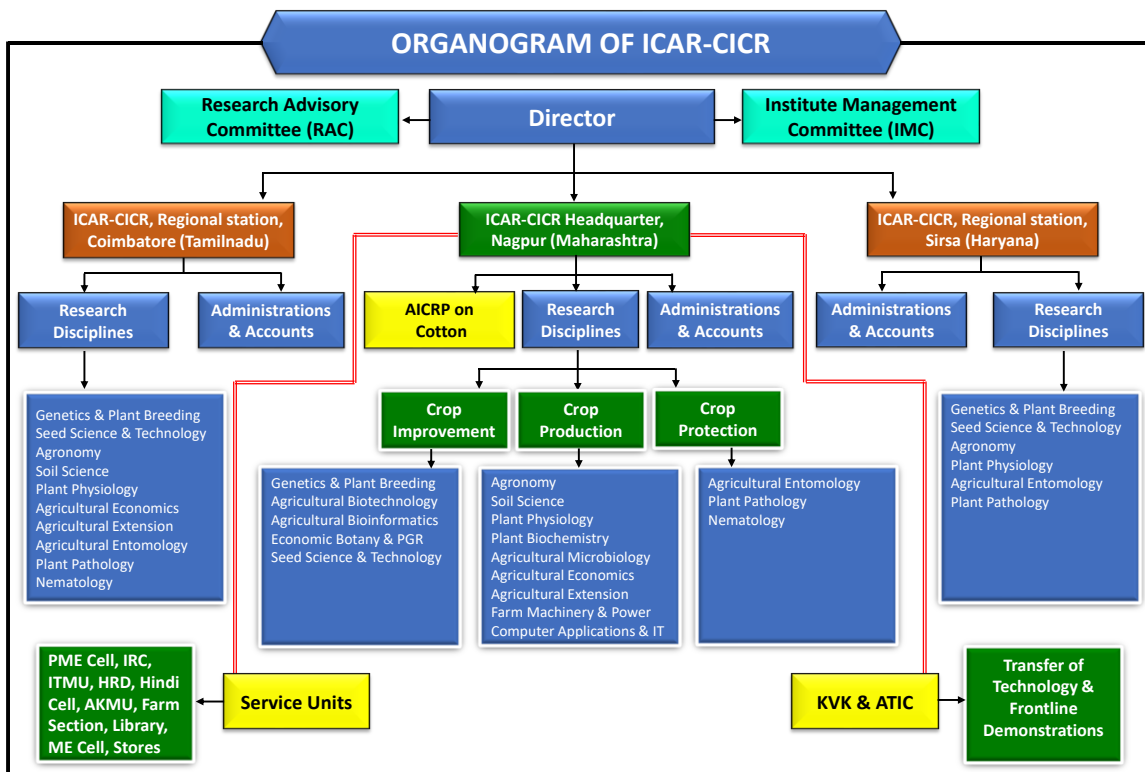 ORGANOGRAM OF ICAR-CICR
Research Advisory
Committee (RAC)
Director
Institute Management
Committee (IMC)
ICAR-CICR, Regional station,
Coimbatore (Tamilnadu)
ICAR-CICR Headquarter,
Nagpur (Maharashtra)
ICAR-CICR, Regional station,
Sirsa (Haryana)
Research
Disciplines
Administrations
& Accounts
AICRP on
Cotton
Research
Disciplines
Administrations
& Accounts
Administrations
& Accounts
Research
Disciplines
Genetics & Plant Breeding
Seed Science & Technology
Agronomy
Soil Science
Plant Physiology
Agricultural Economics
Agricultural Extension
Agricultural Entomology
Plant Pathology
Nematology
Crop
Improvement
Crop
Production
Crop
Protection
Genetics & Plant Breeding
Agricultural Biotechnology
Agricultural Bioinformatics
Economic Botany & PGR
Seed Science & Technology
Agronomy
Soil Science
Plant Physiology
Plant Biochemistry
Agricultural Microbiology
Agricultural Economics
Agricultural Extension
Farm Machinery & Power
Computer Applications & IT
Agricultural Entomology
Plant Pathology
Nematology
Genetics & Plant Breeding
Seed Science & Technology
Agronomy
Plant Physiology
Agricultural Entomology
Plant Pathology
PME Cell, IRC,
ITMU, HRD, Hindi
Cell, AKMU, Farm
Section, Library,
ME Cell, Stores
Service Units
KVK & ATIC
Transfer of
Technology &
Frontline
Demonstrations